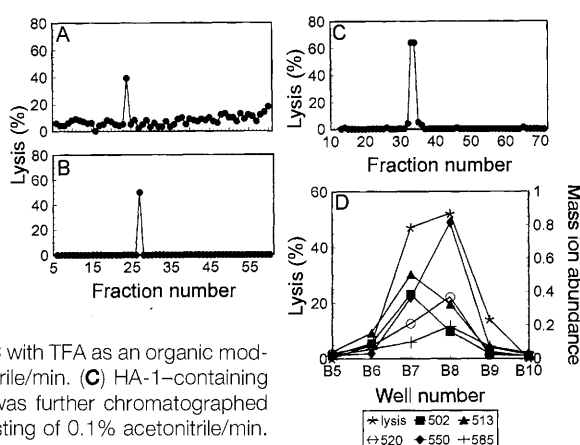 A
80
60
40
20
0
B
80
60
40
20
0
5 15 25 35 45 55
Fraction number
Lysis (%)
C
80
60
40
20
0
10 20 30 40 50 60 70
Fraction number
Lysis (%)
D
60
40
20
0
1
0.8
0.6
0.4
0.2
0
B5 B6 B7 B8 B9 B10
Well number
Lysis (%)
Mass ion abundance
lysis 502 513
520 550 585
with TFA as an organic mod-
rile/min. (C) HA-1–containing
was further chromatographed
sting of 0.1% acetonitrile/min.